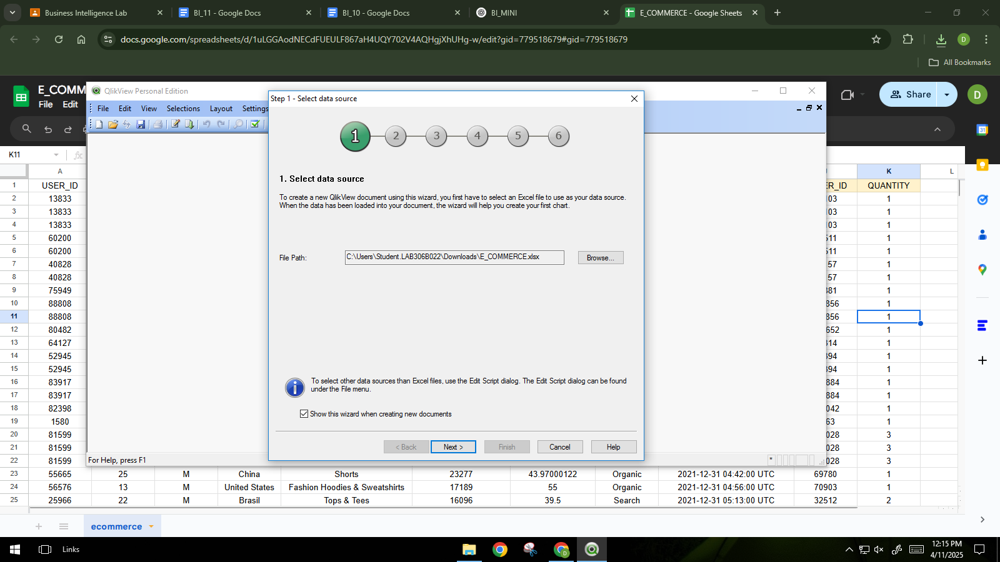 Business Intelligence Lab
BI_11 - Google Docs
BI_10 - Google Docs
BI_MINI
E_COMMERCE - Google Sheets
docs.google.com/spreadsheets/d/1uLGGAodNECdFUEULF867aH4UQY702V4AQHgjXhUHg-w/edit?gid=779518679#gid=779518679
D
All Bookmarks
E_COMM
File Edit
Share
D
QlikView Personal Edition
File Edit View Selections Layout Settings
Step 1 - Select data source
1 2 3 4 5 6
1. Select data source
To create a new QlikView document using this wizard, you first have to select an Excel file to use as your data source.
When the data has been loaded into your document, the wizard will help you create your first chart.
File Path: C:\Users\Student.LAB306B022\Downloads\E_COMMERCE.xlsx Browse...
To select other data sources than Excel files, use the Edit Script dialog. The Edit Script dialog can be found
under the File menu.
Show this wizard when creating new documents
< Back Next > Finish Cancel Help
For Help, press F1
31
K11 fx
A K L
1 USER_ID ER_ID QUANTITY
2 13833 03 1
3 13833 03 1
4 13833 03 1
5 60200 511 1
6 60200 511 1
7 40828 57 1
8 40828 57 1
9 75949 381 1
10 88808 856 1
11 88808 856 1
12 80482 652 1
13 64127 314 1
14 52945 394 1
15 52945 394 1
16 83917 884 1
17 83917 884 1
18 82398 042 1
19 1580 63 1
20 81599 028 3
21 81599 028 3
22 81599 028 3
23 55665 25 M China Shorts 23277 43.97000122 Organic 2021-12-31 04:42:00 UTC 69780 1
24 56576 13 M United States Fashion Hoodies & Sweatshirts 17189 55 Organic 2021-12-31 04:56:00 UTC 70903 1
25 25966 22 M Brasil Tops & Tees 16096 39.5 Search 2021-12-31 05:13:00 UTC 32512 2
ecommerce
Links
12:15 PM
4/11/2025